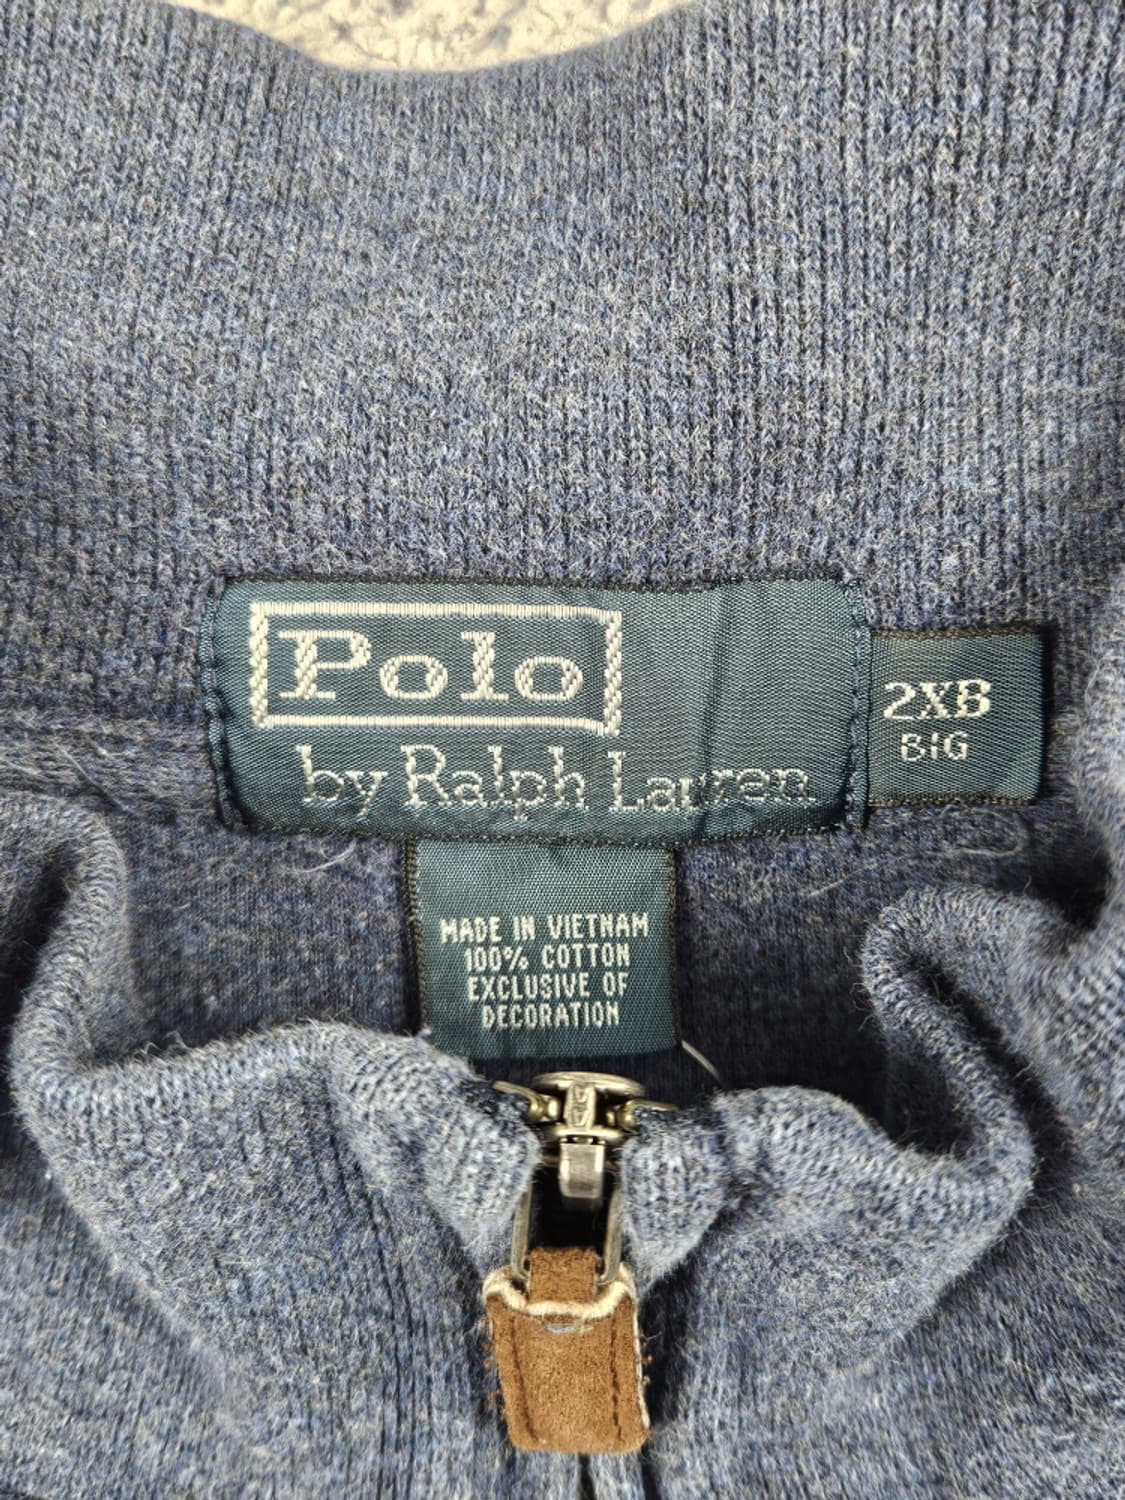 Polo
by Ralph Lauren
2XB
BIG
MADE IN VIETNAM
100% COTTON
EXCLUSIVE OF
DECORATION